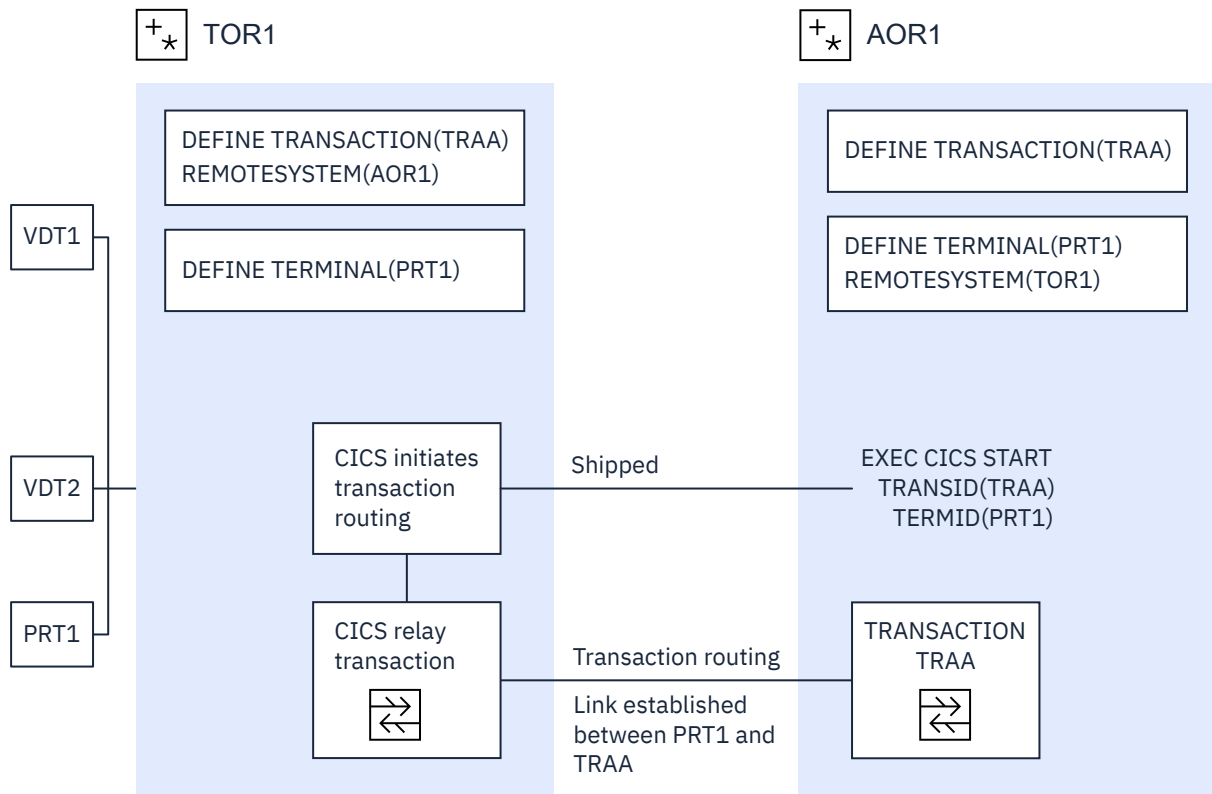 TOR1
AOR1
DEFINE TRANSACTION(TRAA)
REMOTESYSTEM(AOR1)
DEFINE TRANSACTION(TRAA)
VDT1
DEFINE TERMINAL(PRT1)
DEFINE TERMINAL(PRT1)
REMOTESYSTEM(TOR1)
VDT2
CICS initiates
transaction
routing
Shipped
EXEC CICS START
TRANSID(TRAA)
TERMID(PRT1)
PRT1
CICS relay
transaction
Transaction routing
Link established
between PRT1 and
TRAA
TRANSACTION
TRAA